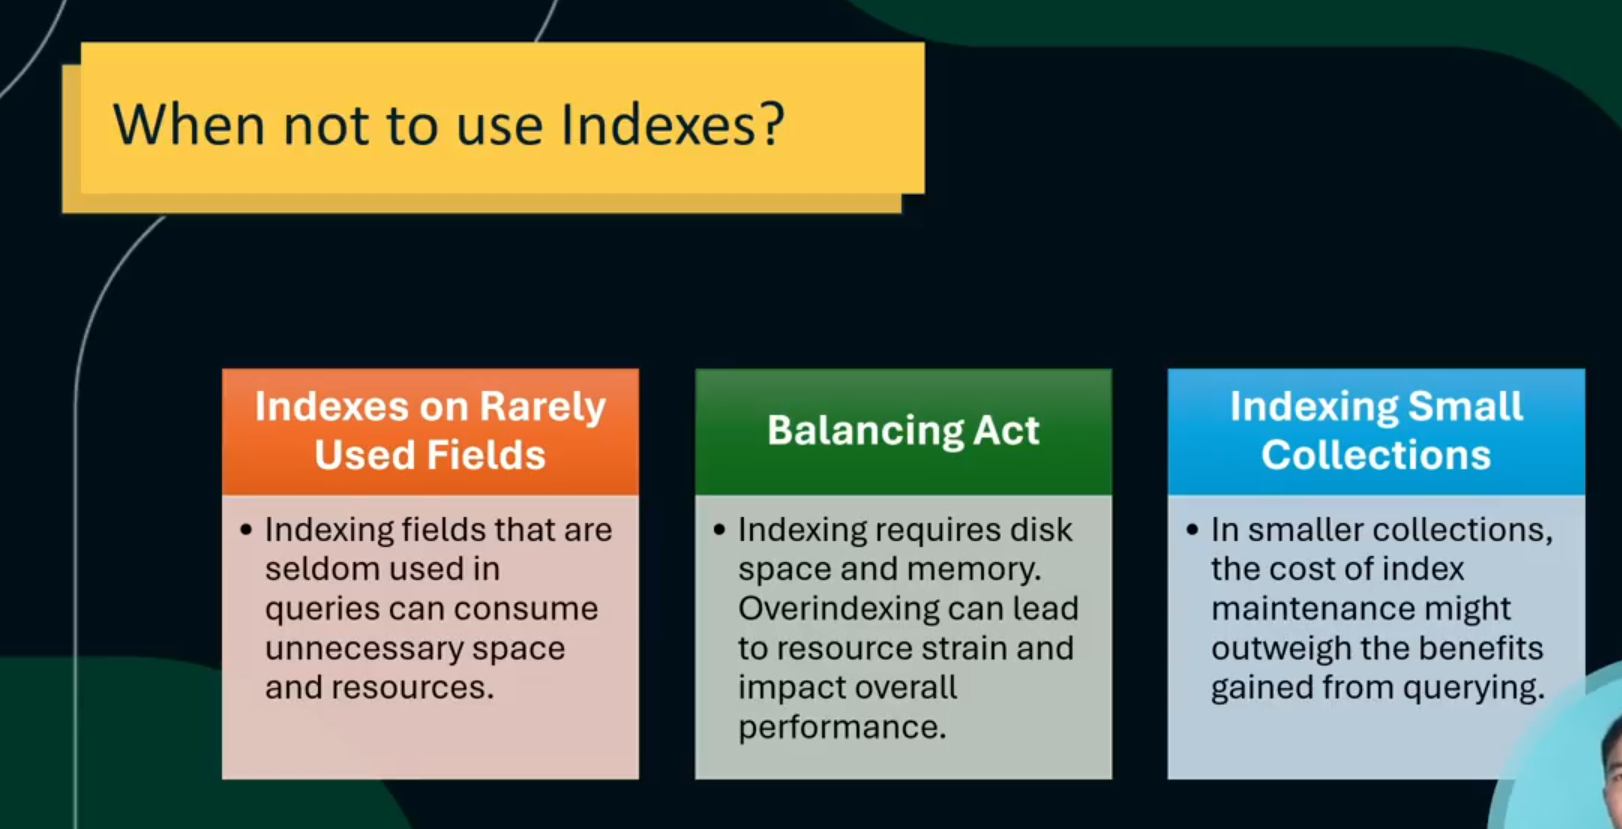 When not to use Indexes?
Indexes on Rarely
Used Fields
• Indexing fields that are
seldom used in
queries can consume
unnecessary space
and resources.
Balancing Act
• Indexing requires disk
space and memory.
Overindexing can lead
to resource strain and
impact overall
performance.
Indexing Small
Collections
• In smaller collections,
the cost of index
maintenance might
outweigh the benefits
gained from querying.